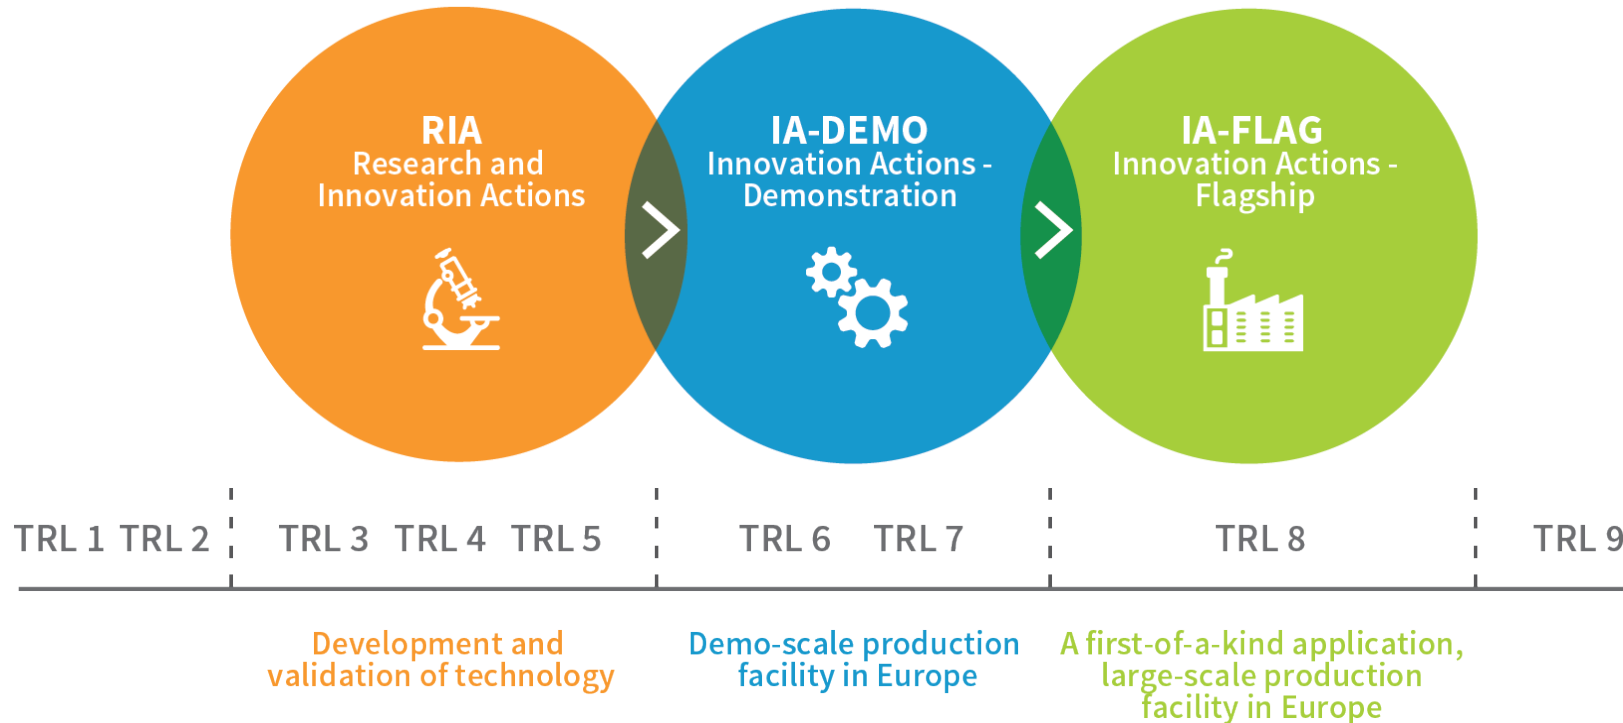 RIA
Research and
Innovation Actions
IA-DEMO
Innovation Actions -
Demonstration
IA-FLAG
Innovation Actions -
Flagship
TRL 1 TRL 2 TRL 3 TRL 4 TRL 5 TRL 6 TRL 7 TRL 8 TRL 9
Development and
validation of technology
Demo-scale production
facility in Europe
A first-of-a-kind application,
large-scale production
facility in Europe